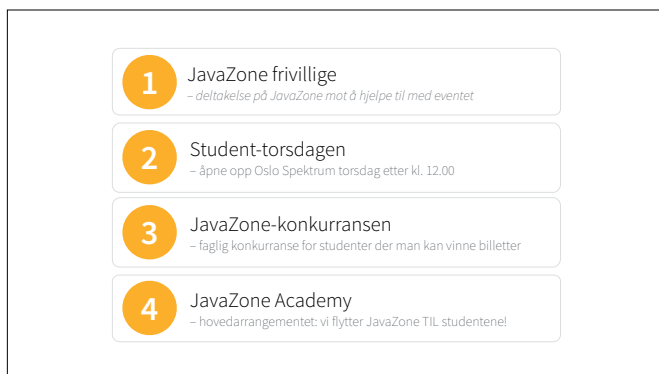 1
JavaZone frivillige
– deltakelse på JavaZone mot å hjelpe til med eventet
2
Student-torsdagen
– åpne opp Oslo Spektrum torsdag etter kl. 12.00
3
JavaZone-konkurransen
– faglig konkurranse for studenter der man kan vinne billetter
4
JavaZone Academy
– hovedarrangementet: vi flytter JavaZone TIL studentene!